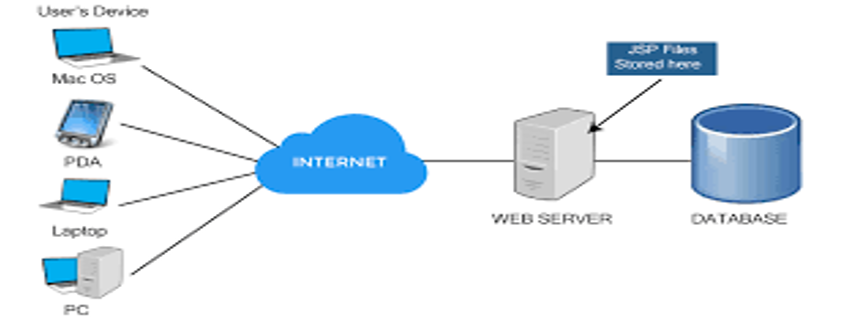 User's Device
Mac OS
PDA
Laptop
PC
INTERNET
JSP Files
Stored here
WEB SERVER
DATABASE